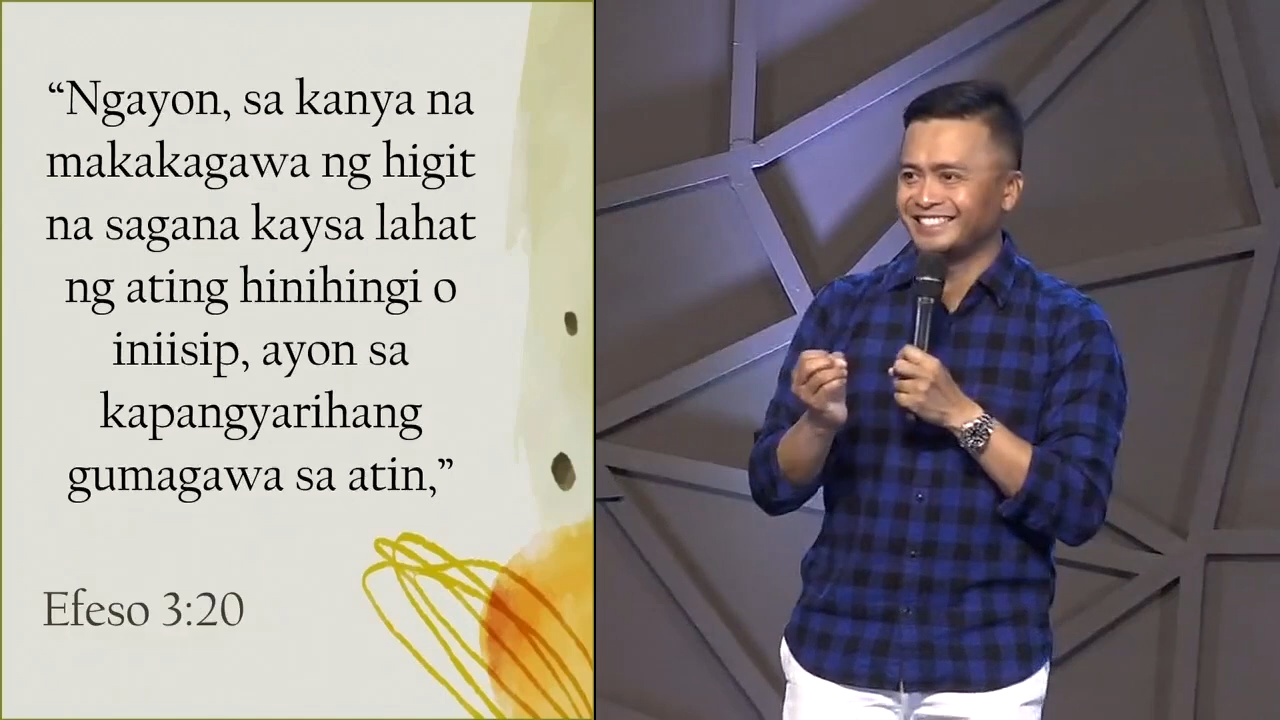 “Ngayon, sa kanya na
makakagawa ng higit
na sagana kaysa lahat
ng ating hinihingi o
iniisip, ayon sa
kapangyarihang
gumagawa sa atin,”
Efeso 3:20